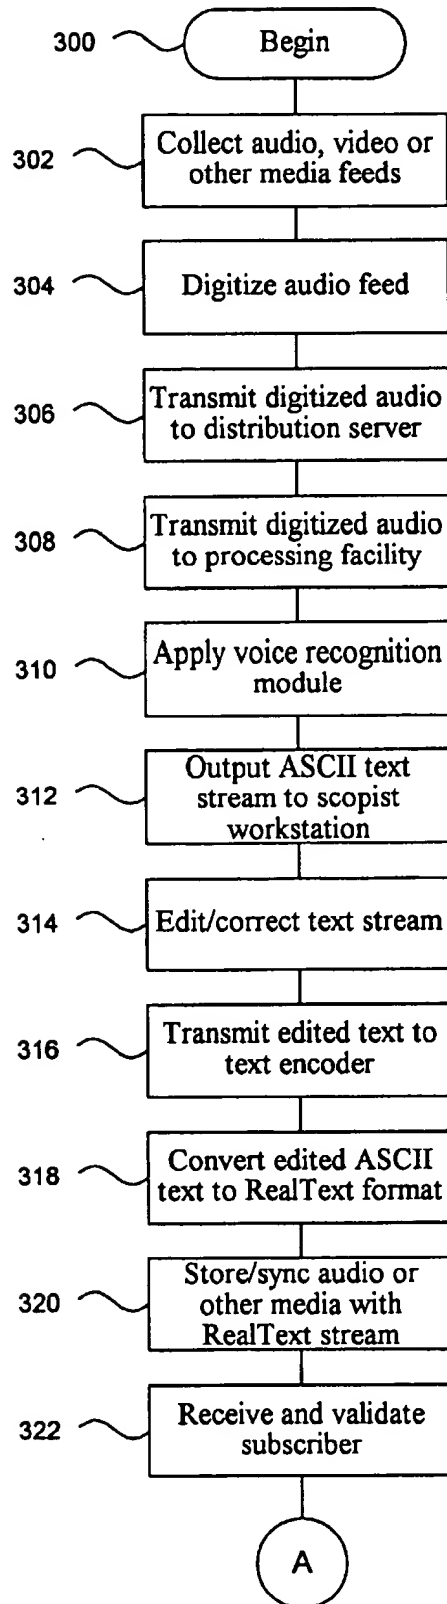 300
Begin
302
Collect audio, video or
other media feeds
304
Digitize audio feed
306
Transmit digitized audio
to distribution server
308
Transmit digitized audio
to processing facility
310
Apply voice recognition
module
312
Output ASCII text
stream to scopist
workstation
314
Edit/correct text stream
316
Transmit edited text to
text encoder
318
Convert edited ASCII
text to RealText format
320
Store/sync audio or
other media with
RealText stream
322
Receive and validate
subscriber
A